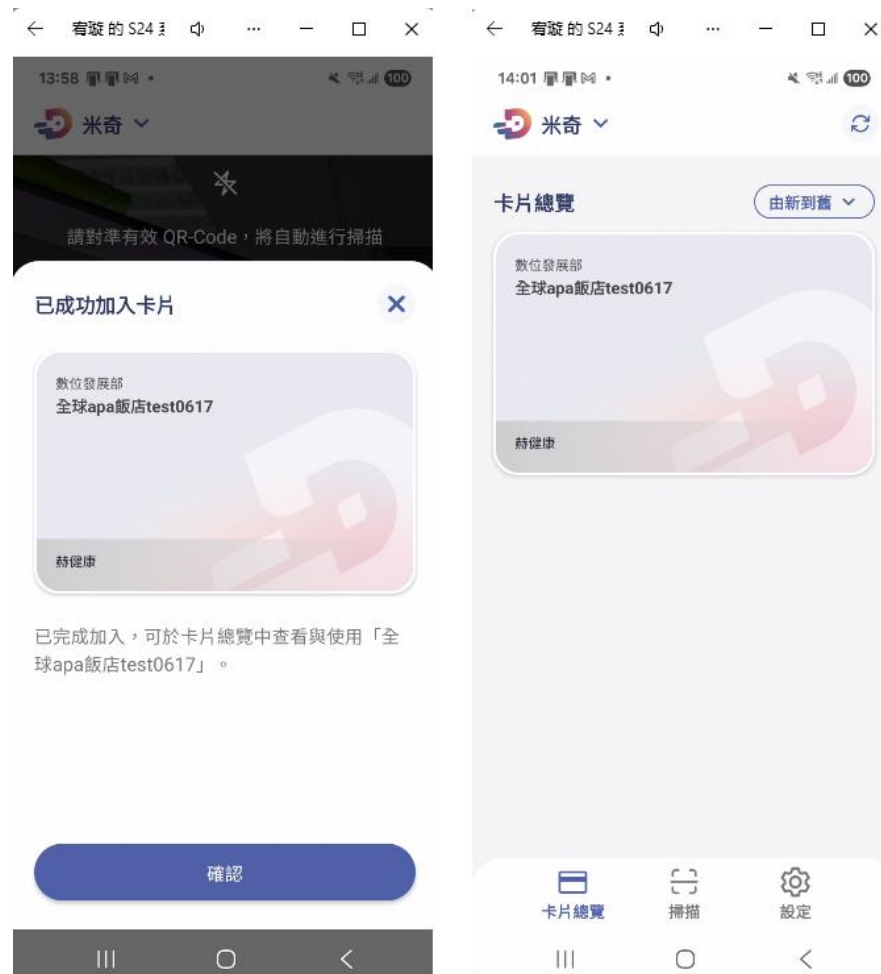 宥璇 的 S24
13:58
100
米奇
請對準有效 QR-Code，將自動進行掃描
已成功加入卡片
數位發展部
全球apa飯店test0617
赫健康
已完成加入，可於卡片總覽中查看與使用「全
球apa飯店test0617」。
確認
宥璇 的 S24
14:01
100
米奇
卡片總覽
由新到舊
數位發展部
全球apa飯店test0617
赫健康
卡片總覽
掃描
設定